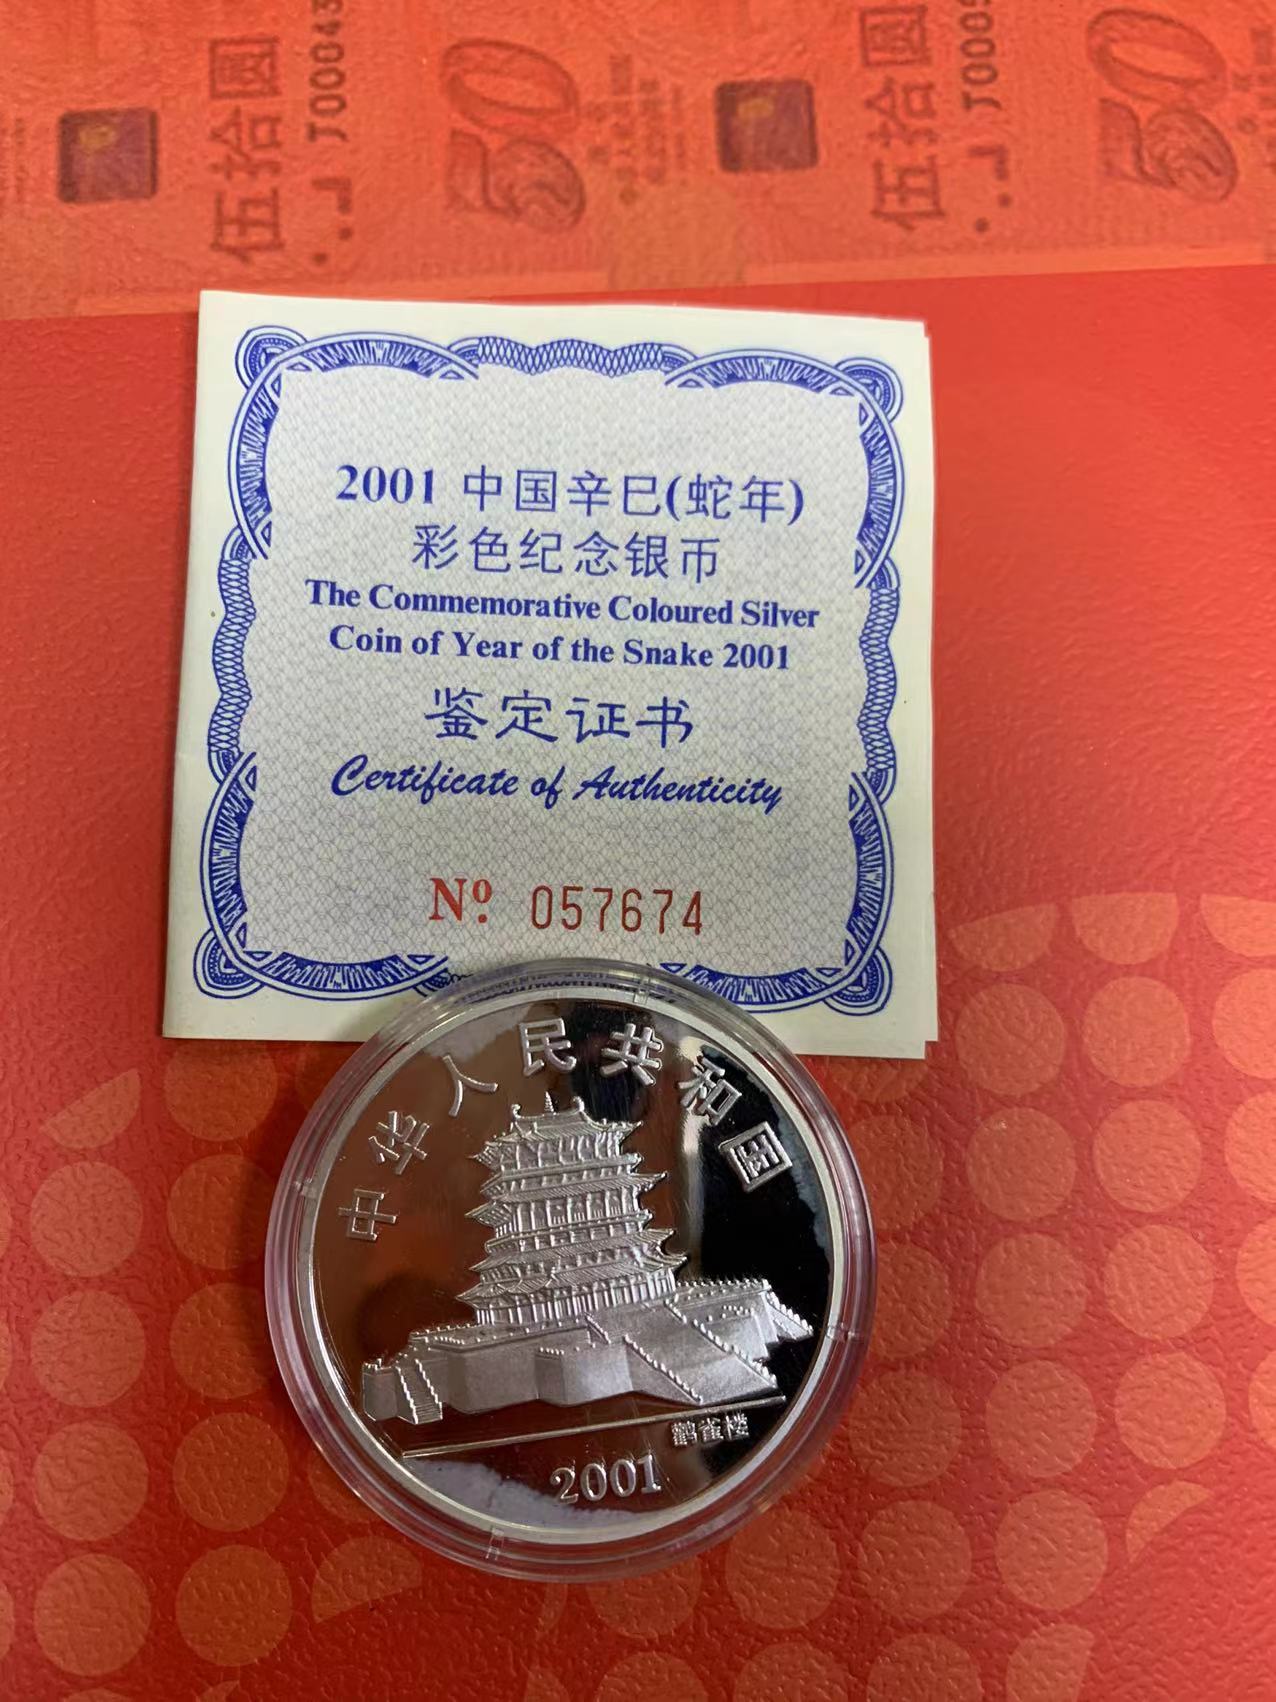 伍拾圆
50
伍拾圆
50
2001 中国辛巳(蛇年)
彩色纪念银币
The Commemorative Coloured Silver
Coin of Year of the Snake 2001
鉴定证书
Certificate of Authenticity
Nº. 057674
中华人民共和国
鹳雀楼
2001